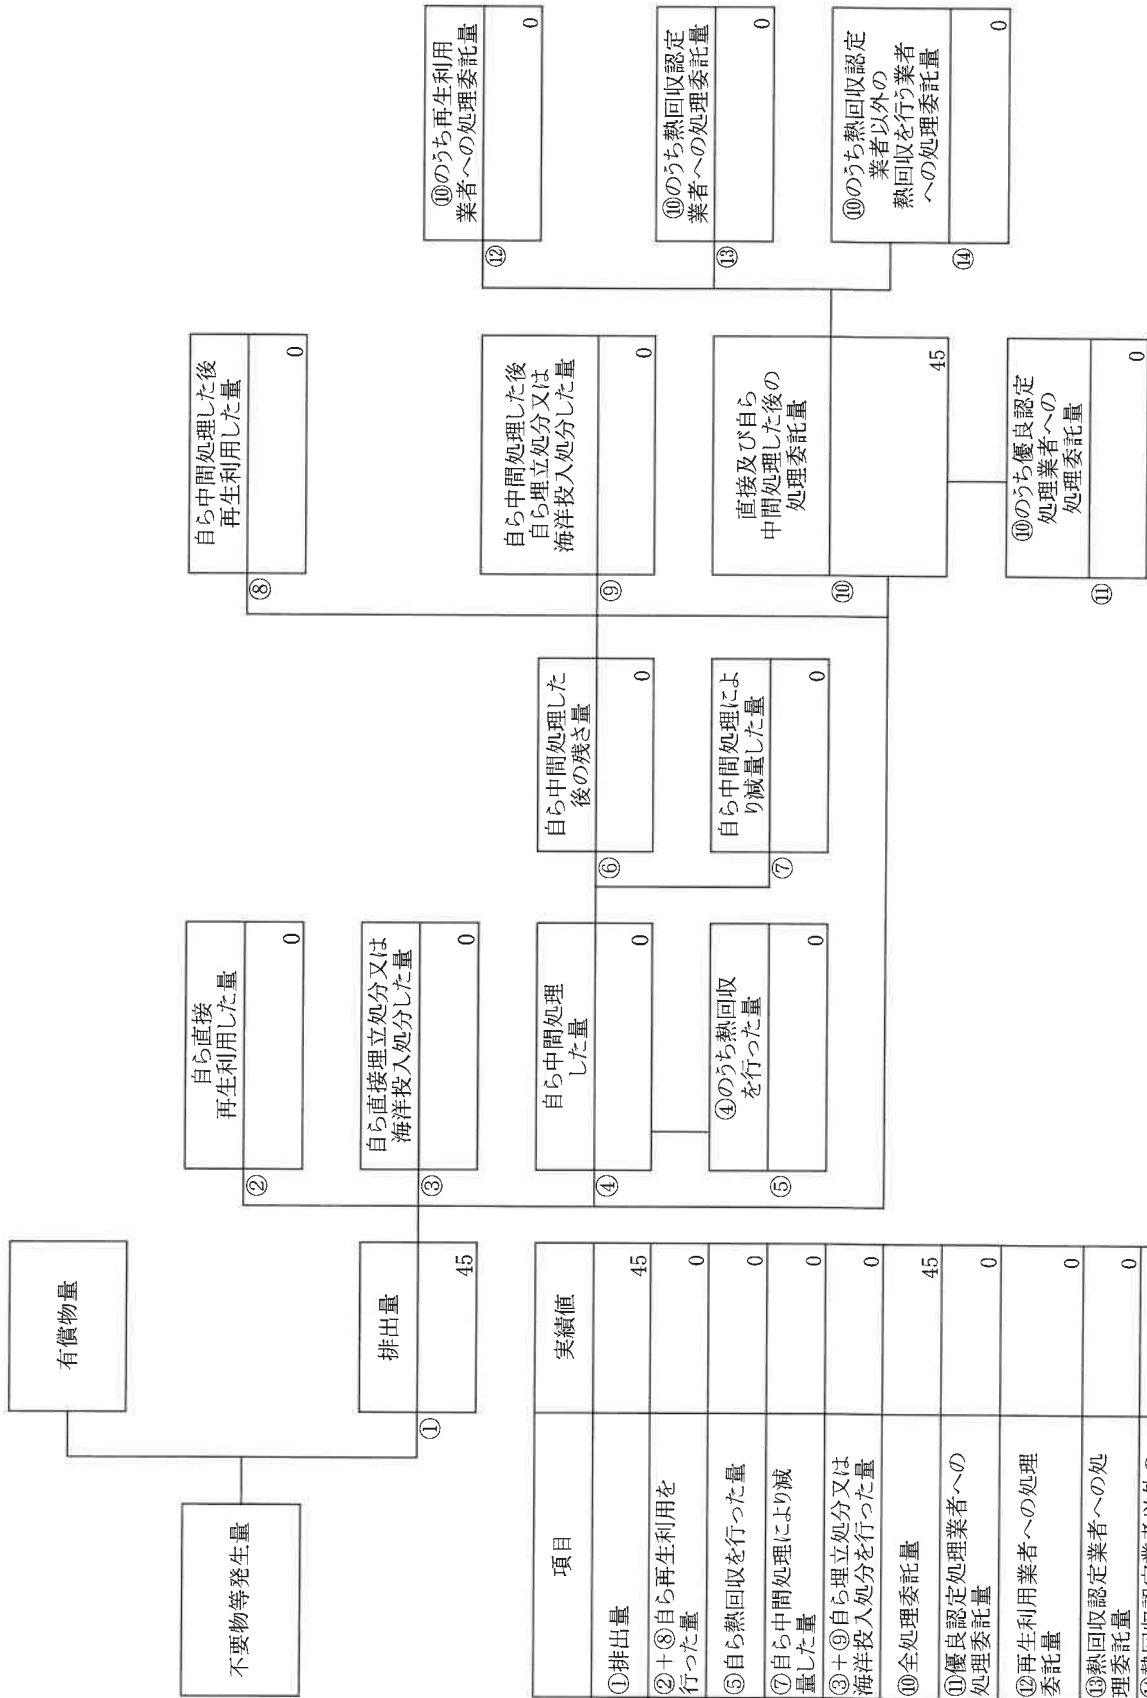 不要物等発生量
有償物量
①
排出量
45
②
自ら直接
再生利用した量
0
③
自ら直接埋立処分又は
海洋投入処分した量
0
④
自ら中間処理
した量
0
⑤
④のうち熱回収
を行った量
0
⑥
自ら中間処理した
後の残さ量
0
⑦
自ら中間処理によ
り減量した量
0
⑧
自ら中間処理した後
再生利用した量
0
⑨
自ら中間処理した後
自ら埋立処分又は
海洋投入処分した量
0
⑩
直接及び自ら
中間処理した後の
処理委託量
45
⑪
⑩のうち優良認定
処理業者への
処理委託量
0
⑫
⑩のうち再生利用
業者への処理委託量
0
⑬
⑩のうち熱回収認定
業者への処理委託量
0
⑭
⑩のうち熱回収認定
業者以外の
熱回収を行う業者
への処理委託量
0
項目
実績値
①排出量
45
②+⑧自ら再生利用を
行った量
0
⑤自ら熱回収を行った量
0
⑦自ら中間処理により減
量した量
0
③+⑨自ら埋立処分又は
海洋投入処分を行った量
0
⑩全処理委託量
45
⑪優良認定処理業者への
処理委託量
0
⑫再生利用業者への処理
委託量
0
⑬熱回収認定業者への処
理委託量
0